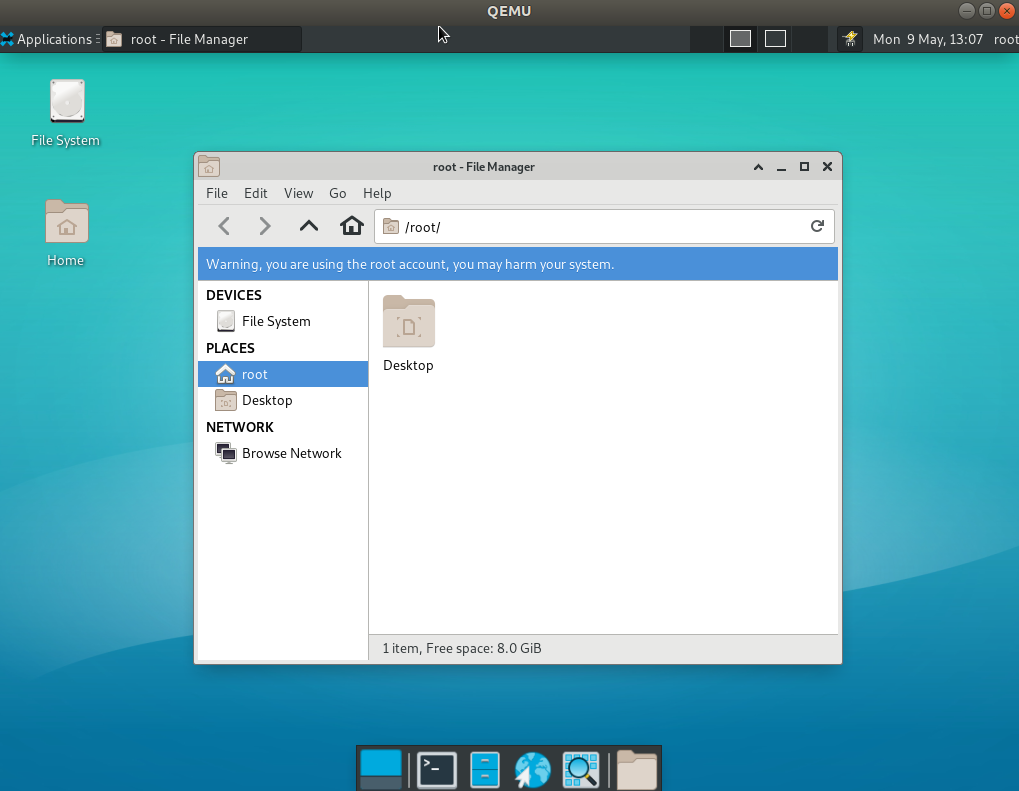 QEMU
Applications
root - File Manager
Mon 9 May, 13:07
root
File System
Home
root - File Manager
File Edit View Go Help
/root/
Warning, you are using the root account, you may harm your system.
DEVICES
File System
PLACES
root
Desktop
NETWORK
Browse Network
Desktop
1 item, Free space: 8.0 GiB
>_